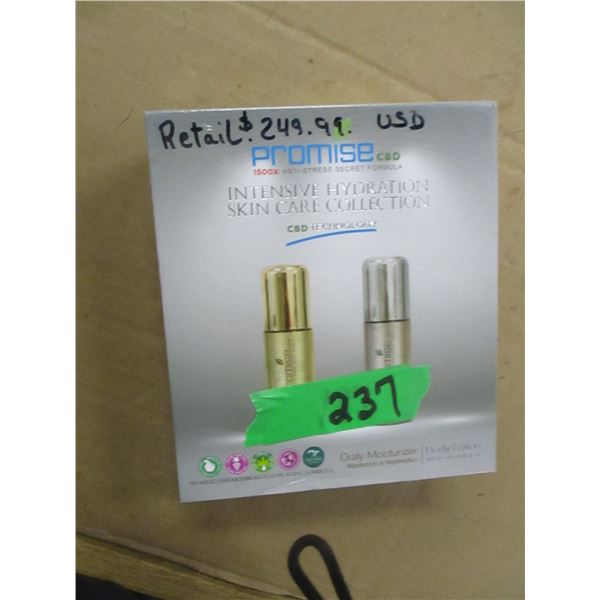 Retail: $249.99. USD
PROMISE CBD
1500X ANTI-STRESS SECRET FORMULA
INTENSIVE HYDRATION
SKIN CARE COLLECTION
CBD TECHNOLOGY
237
Daily Moisturizer | Body Lotion